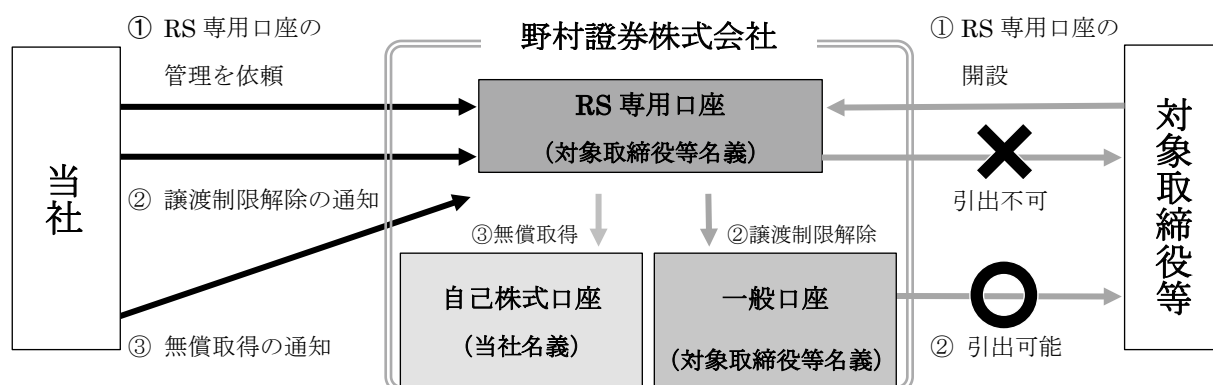 ① RS 専用口座の
管理を依頼
野村證券株式会社
① RS 専用口座の
開設
当社
RS 専用口座
(対象取締役等名義)
対象取締役等
引出不可
② 譲渡制限解除の通知
③無償取得
②譲渡制限解除
自己株式口座
(当社名義)
一般口座
(対象取締役等名義)
③ 無償取得の通知
② 引出可能